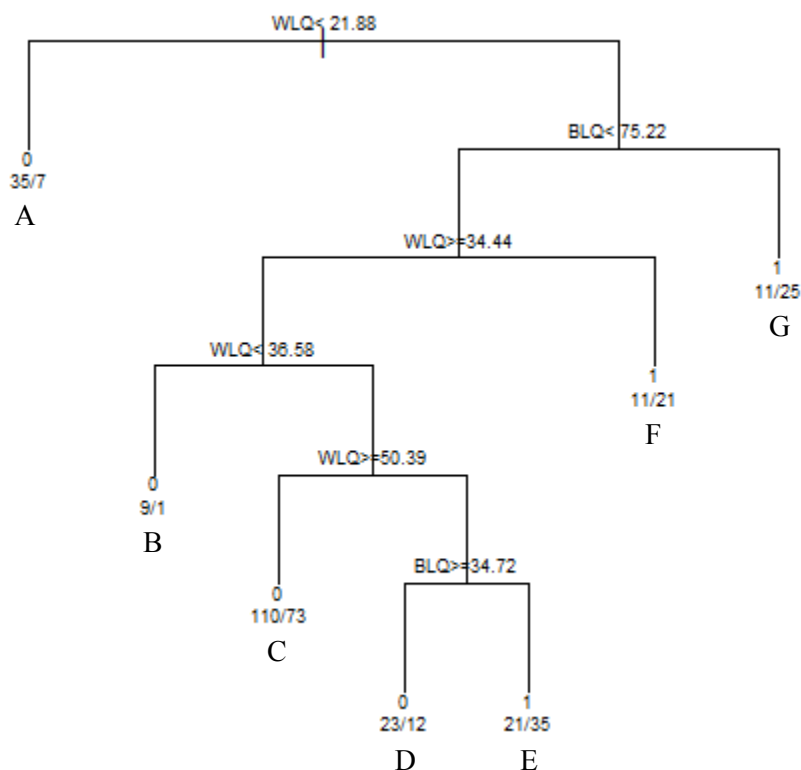 WLQ< 21.88
BLQ< 75.22
0
35/7
A
WLQ>=34.44
1
11/25
G
WLQ< 36.58
1
11/21
F
WLQ>=50.39
0
9/1
B
BLQ>=34.72
0
110/73
C
0
23/12
D
1
21/35
E